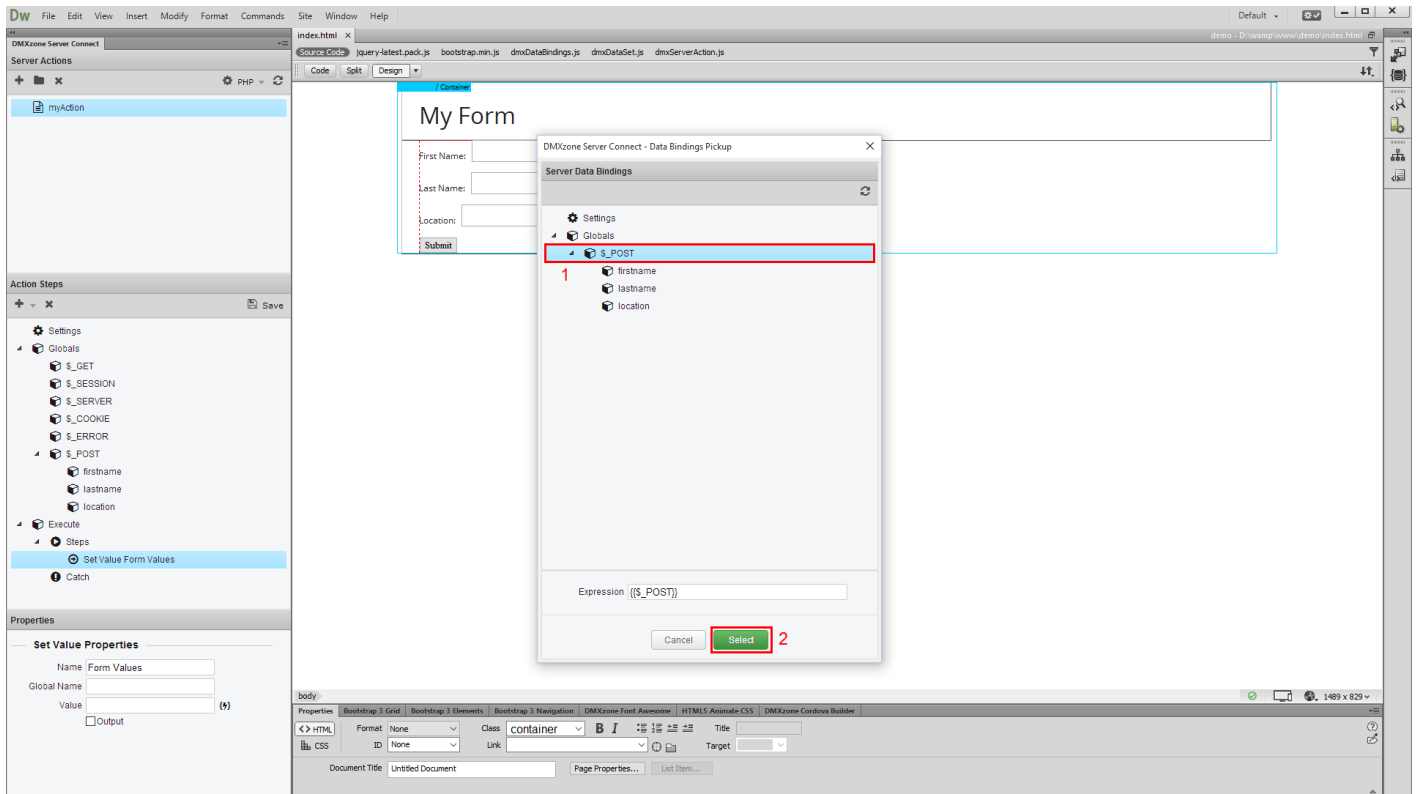 Dw File Edit View Insert Modify Format Commands Site Window Help Default
DMXzone Server Connect
index.html × demo - D:\wamp\www\demo\index.html
Source Code jquery-latest.pack.js bootstrap.min.js dmxDataBindings.js dmxDataSet.js dmxServerAction.js
Server Actions
Code Split Design
PHP
myAction
/ Container
My Form
First Name:
Last Name:
Location:
Submit
DMXzone Server Connect - Data Bindings Pickup
Server Data Bindings
Settings
Globals
$_POST
1
firstname
lastname
location
Expression {{$_POST}}
Cancel Select 2
Action Steps
Save
Settings
Globals
$_GET
$_SESSION
$_SERVER
$_COOKIE
$_ERROR
$_POST
firstname
lastname
location
Execute
Steps
Set Value Form Values
Catch
Properties
Set Value Properties
Name Form Values
Global Name
Value
Output
body 1489 x 829
Properties Bootstrap 3 Grid Bootstrap 3 Elements Bootstrap 3 Navigation DMXzone Font Awesome HTML5 Animate CSS DMXzone Cordova Builder
<> HTML Format None Class container B I Title
CSS ID None Link Target
Document Title Untitled Document Page Properties... List Item...